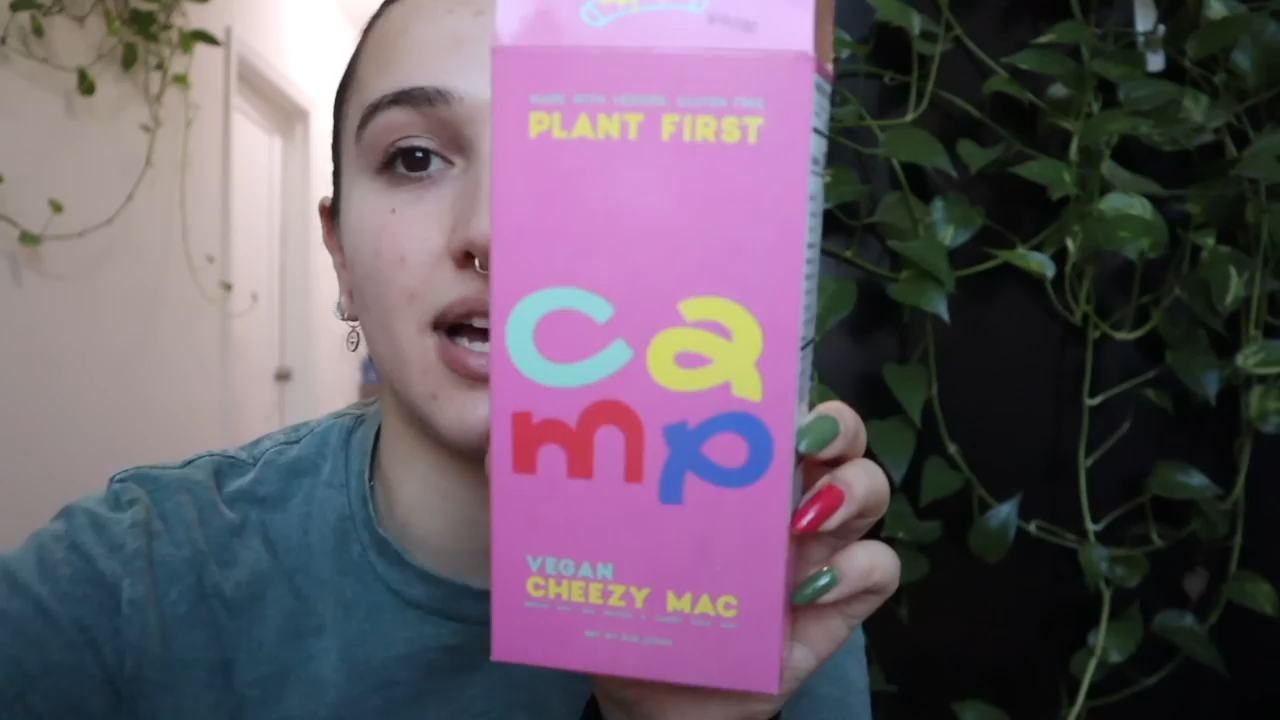 MADE WITH VEGGIES. GLUTEN FREE
PLANT FIRST
ca
mp
VEGAN
CHEEZY MAC